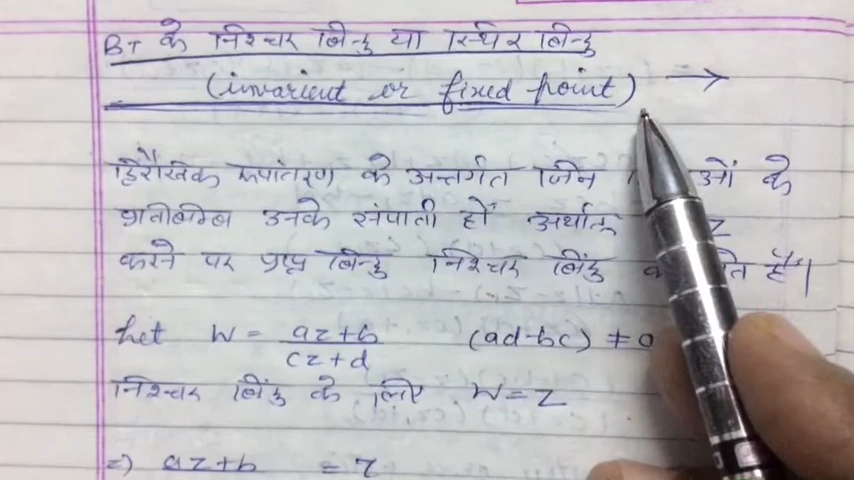 BT के निश्चर बिन्दु या स्थिर बिन्दु
(invarient or fixed point) →
द्विरैखिक रूपांतरण के अन्तर्गत जिन ओं के
प्रतिबिम्ब उनके संपाती हों अर्थात Z
करने पर प्राप्त बिन्दु निश्चर बिंदु हैं।
Let W = az+b / cz+d (ad-bc) ≠ 0
निश्चर बिंदु के लिए W = Z
=) az+b = z